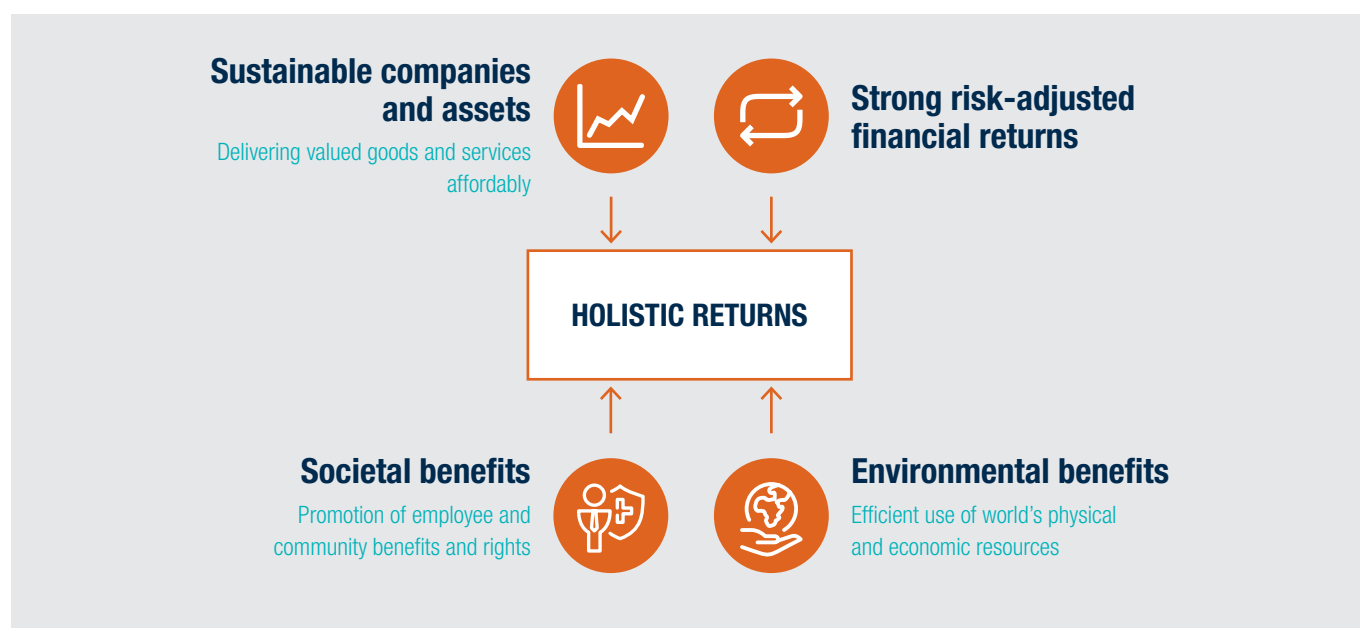 Sustainable companies
and assets
Delivering valued goods and services
affordably
Strong risk-adjusted
financial returns
HOLISTIC RETURNS
Societal benefits
Promotion of employee and
community benefits and rights
Environmental benefits
Efficient use of world’s physical
and economic resources